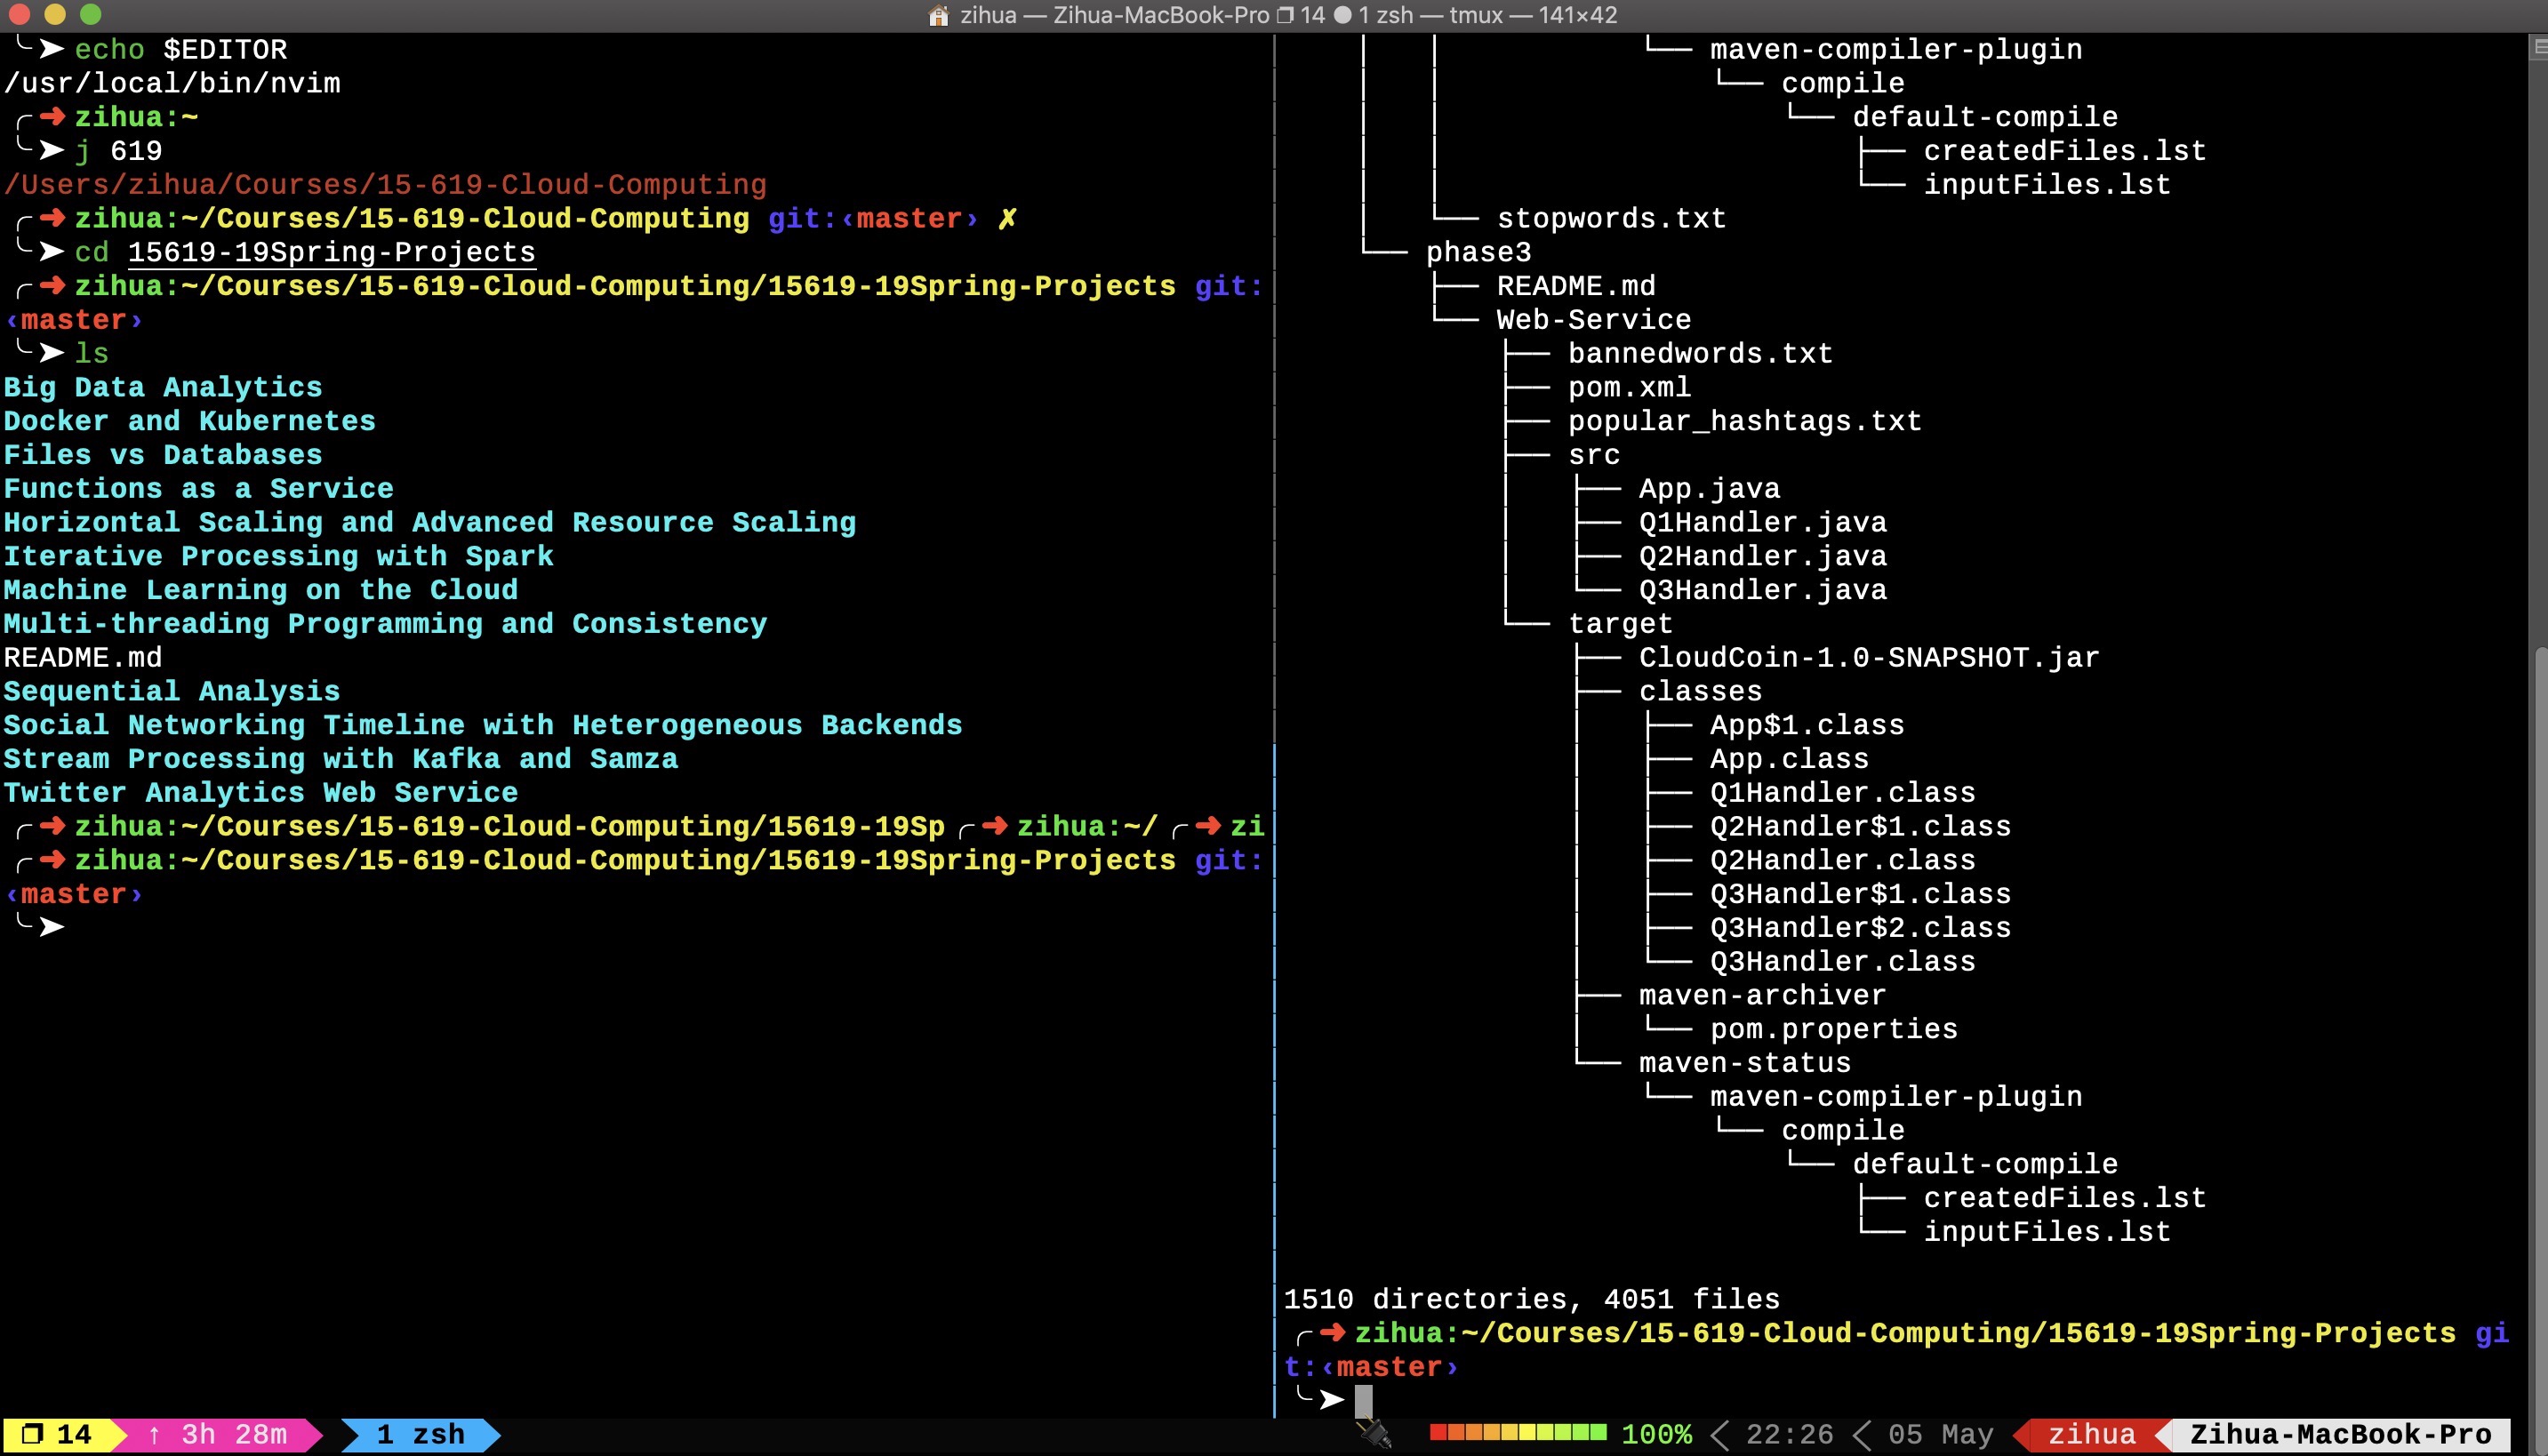 zihua — Zihua-MacBook-Pro 14 ● 1 zsh — tmux — 141×42
╰─➤ echo $EDITOR
/usr/local/bin/nvim
╭─➜ zihua:~
╰─➤ j 619
/Users/zihua/Courses/15-619-Cloud-Computing
╭─➜ zihua:~/Courses/15-619-Cloud-Computing git:‹master› ✗
╰─➤ cd 15619-19Spring-Projects
╭─➜ zihua:~/Courses/15-619-Cloud-Computing/15619-19Spring-Projects git:
‹master›
╰─➤ ls
Big Data Analytics
Docker and Kubernetes
Files vs Databases
Functions as a Service
Horizontal Scaling and Advanced Resource Scaling
Iterative Processing with Spark
Machine Learning on the Cloud
Multi-threading Programming and Consistency
README.md
Sequential Analysis
Social Networking Timeline with Heterogeneous Backends
Stream Processing with Kafka and Samza
Twitter Analytics Web Service
╭─➜ zihua:~/Courses/15-619-Cloud-Computing/15619-19Sp ╭─➜ zihua:~/ ╭─➜ zi
╭─➜ zihua:~/Courses/15-619-Cloud-Computing/15619-19Spring-Projects git:
‹master›
╰─➤
│   │           └── maven-compiler-plugin
│   │               └── compile
│   │                   └── default-compile
│   │                       ├── createdFiles.lst
│   │                       └── inputFiles.lst
│   └── stopwords.txt
└── phase3
    ├── README.md
    └── Web-Service
        ├── bannedwords.txt
        ├── pom.xml
        ├── popular_hashtags.txt
        ├── src
        │   ├── App.java
        │   ├── Q1Handler.java
        │   ├── Q2Handler.java
        │   └── Q3Handler.java
        └── target
            ├── CloudCoin-1.0-SNAPSHOT.jar
            ├── classes
            │   ├── App$1.class
            │   ├── App.class
            │   ├── Q1Handler.class
            │   ├── Q2Handler$1.class
            │   ├── Q2Handler.class
            │   ├── Q3Handler$1.class
            │   ├── Q3Handler$2.class
            │   └── Q3Handler.class
            ├── maven-archiver
            │   └── pom.properties
            └── maven-status
                └── maven-compiler-plugin
                    └── compile
                        └── default-compile
                            ├── createdFiles.lst
                            └── inputFiles.lst
1510 directories, 4051 files
╭─➜ zihua:~/Courses/15-619-Cloud-Computing/15619-19Spring-Projects gi
t:‹master›
╰─➤
❐ 14 ↑ 3h 28m 1 zsh 100% 22:26 05 May zihua Zihua-MacBook-Pro